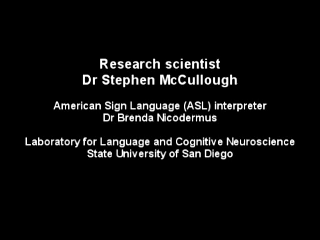 Research scientist
Dr Stephen McCullough
American Sign Language (ASL) interpreter
Dr Brenda Nicodermus
Laboratory for Language and Cognitive Neuroscience
State University of San Diego